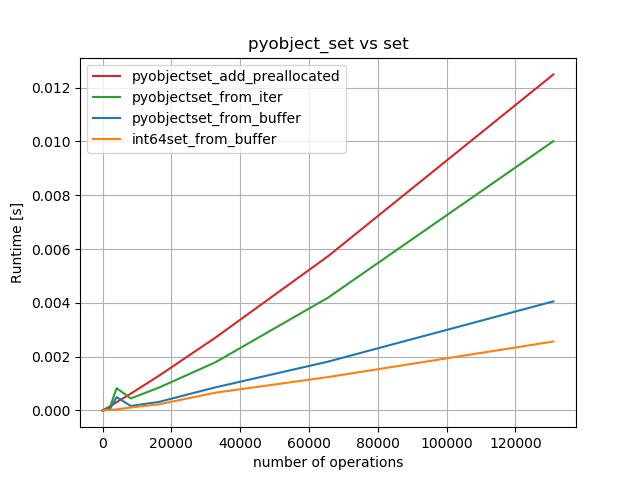 pyobject_set vs set
pyobjectset_add_preallocated
pyobjectset_from_iter
pyobjectset_from_buffer
int64set_from_buffer
Runtime [s]
0.012
0.010
0.008
0.006
0.004
0.002
0.000
0 20000 40000 60000 80000 100000 120000
number of operations